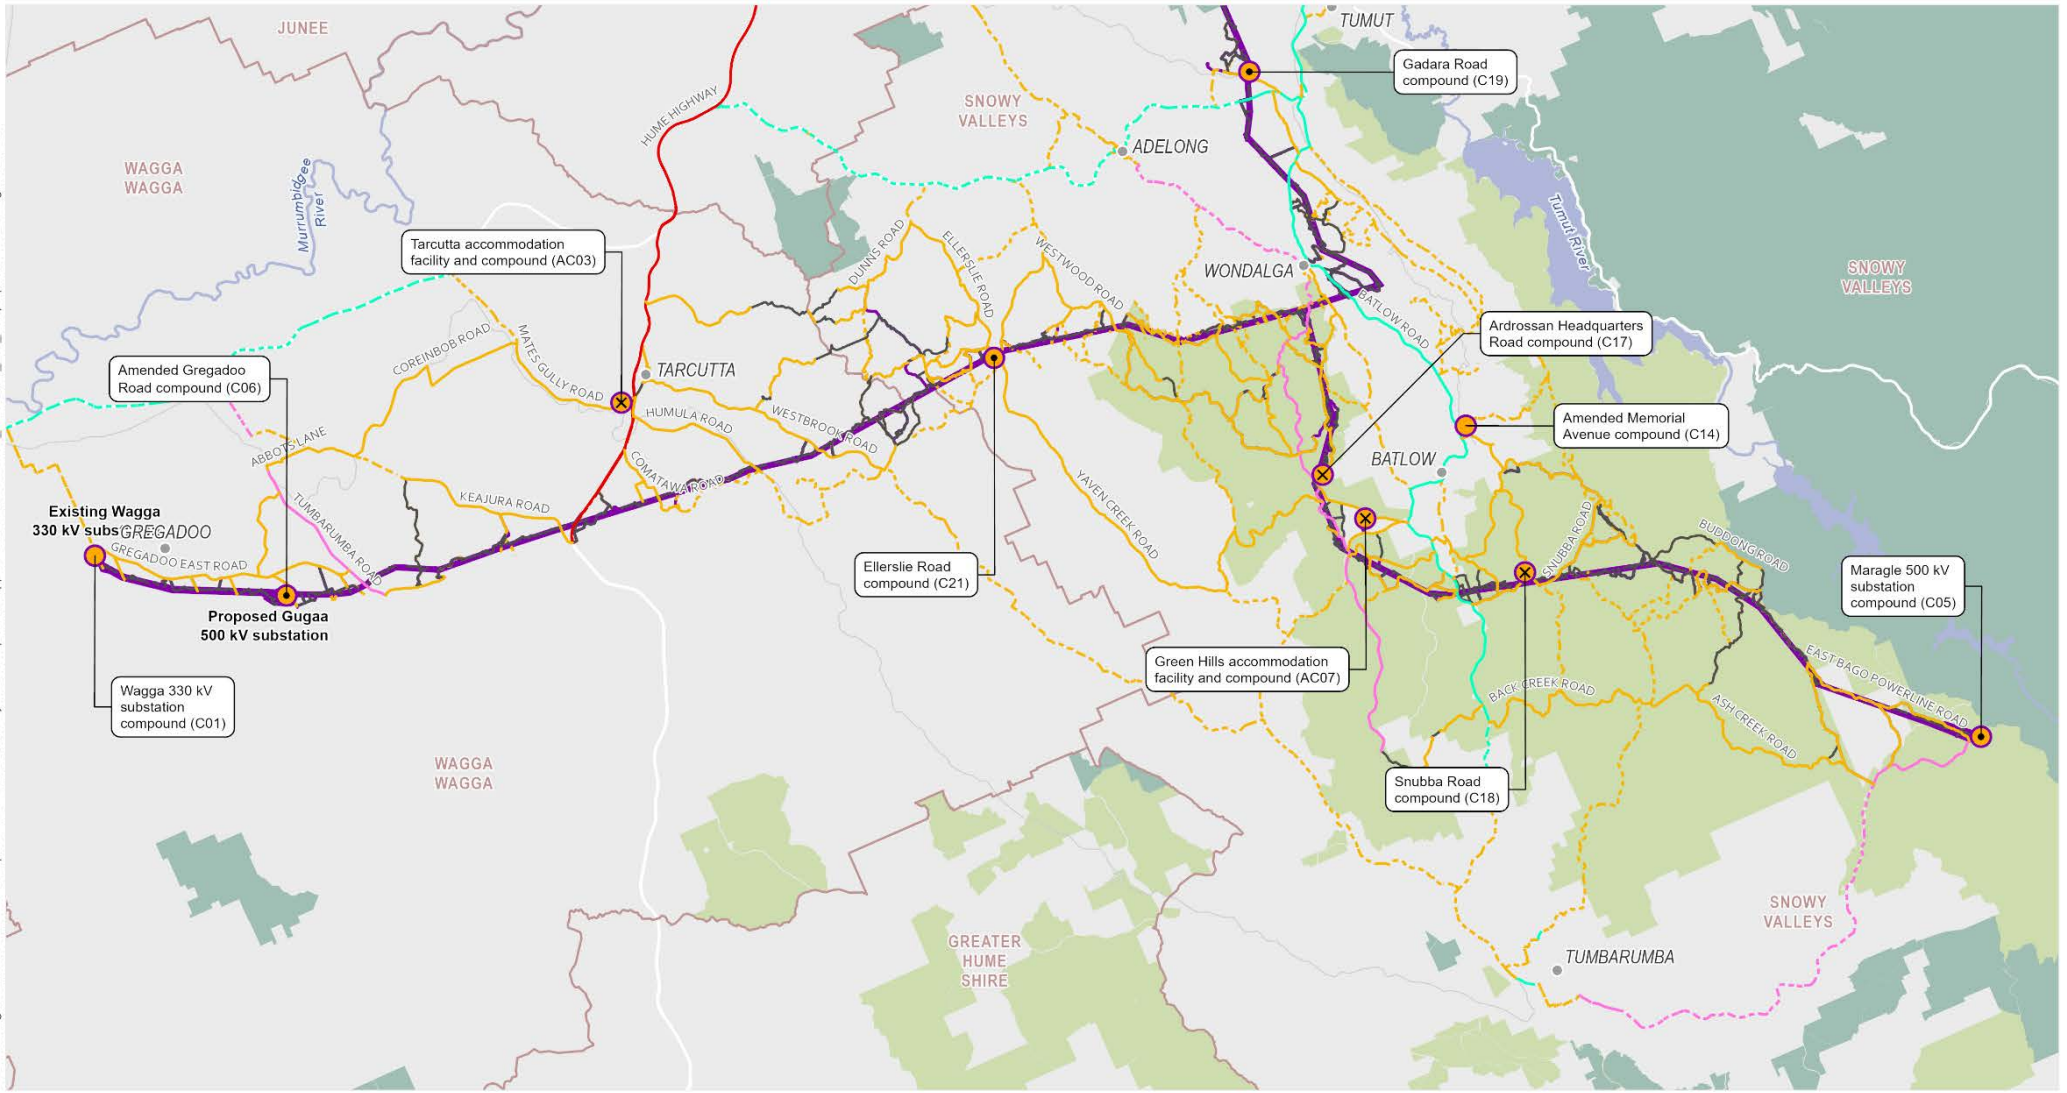 JUNEE
TUMUT
Gadara Road
compound (C19)
HUME HIGHWAY
SNOWY
VALLEYS
ADELONG
WAGGA
WAGGA
Murrumbidgee
River
Tumut River
Tarcutta accommodation
facility and compound (AC03)
DUNNS ROAD
ELLERSLIE ROAD
WESTWOOD ROAD
WONDALGA
SNOWY
VALLEYS
BATLOW ROAD
Ardrossan Headquarters
Road compound (C17)
COREINBOB ROAD
MATES GULLY ROAD
Amended Gregadoo
Road compound (C06)
TARCUTTA
HUMULA ROAD
WESTBROOK ROAD
Amended Memorial
Avenue compound (C14)
ABBOTS LANE
BATLOW
COMATAWA ROAD
YAVEN CREEK ROAD
KEAJURA ROAD
TUMBARUMBA ROAD
Existing Wagga
330 kV subs
GREGADOO
GREGADOO EAST ROAD
SNUBBA ROAD
BUDDONG ROAD
Ellerslie Road
compound (C21)
Maragle 500 kV
substation
compound (C05)
Proposed Gugaa
500 kV substation
Green Hills accommodation
facility and compound (AC07)
EAST BAGO POWERLINE ROAD
Wagga 330 kV
substation
compound (C01)
BACK CREEK ROAD
ASH CREEK ROAD
WAGGA
WAGGA
Snubba Road
compound (C18)
SNOWY
VALLEYS
GREATER
HUME
SHIRE
TUMBARUMBA